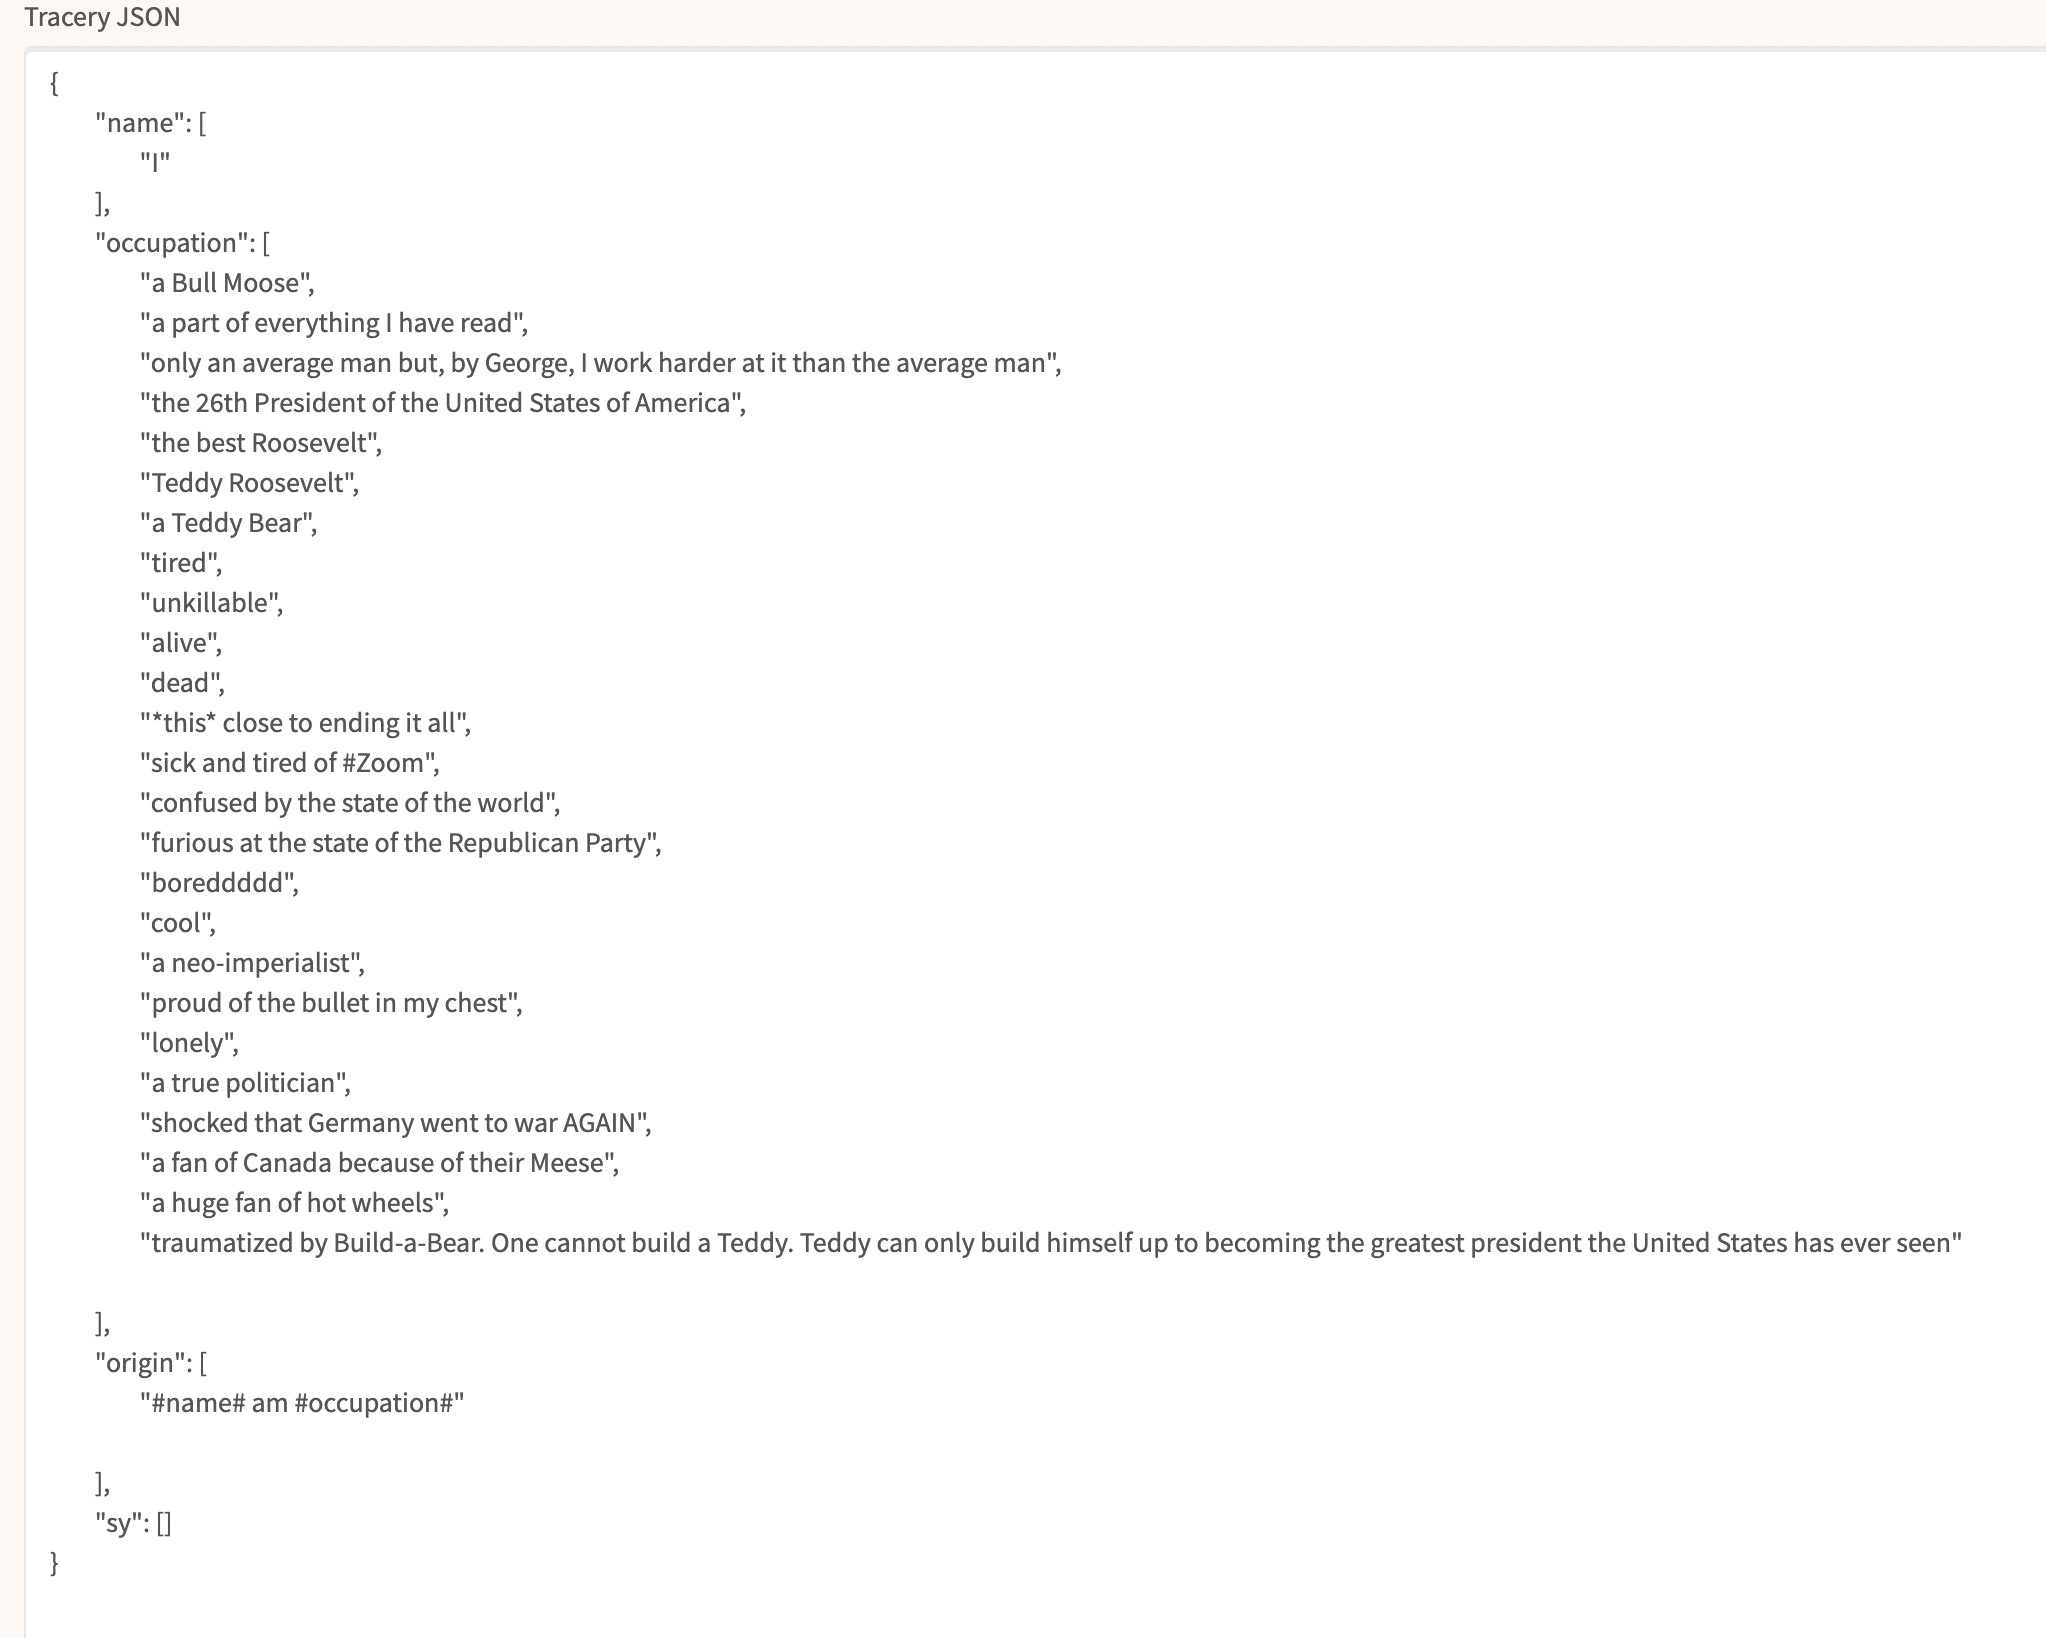 Tracery JSON
{
"name": [
"I"
],
"occupation": [
"a Bull Moose",
"a part of everything I have read",
"only an average man but, by George, I work harder at it than the average man",
"the 26th President of the United States of America",
"the best Roosevelt",
"Teddy Roosevelt",
"a Teddy Bear",
"tired",
"unkillable",
"alive",
"dead",
"*this* close to ending it all",
"sick and tired of #Zoom",
"confused by the state of the world",
"furious at the state of the Republican Party",
"boreddddd",
"cool",
"a neo-imperialist",
"proud of the bullet in my chest",
"lonely",
"a true politician",
"shocked that Germany went to war AGAIN",
"a fan of Canada because of their Meese",
"a huge fan of hot wheels",
"traumatized by Build-a-Bear. One cannot build a Teddy. Teddy can only build himself up to becoming the greatest president the United States has ever seen"
],
"origin": [
"#name# am #occupation#"
],
"sy": []
}